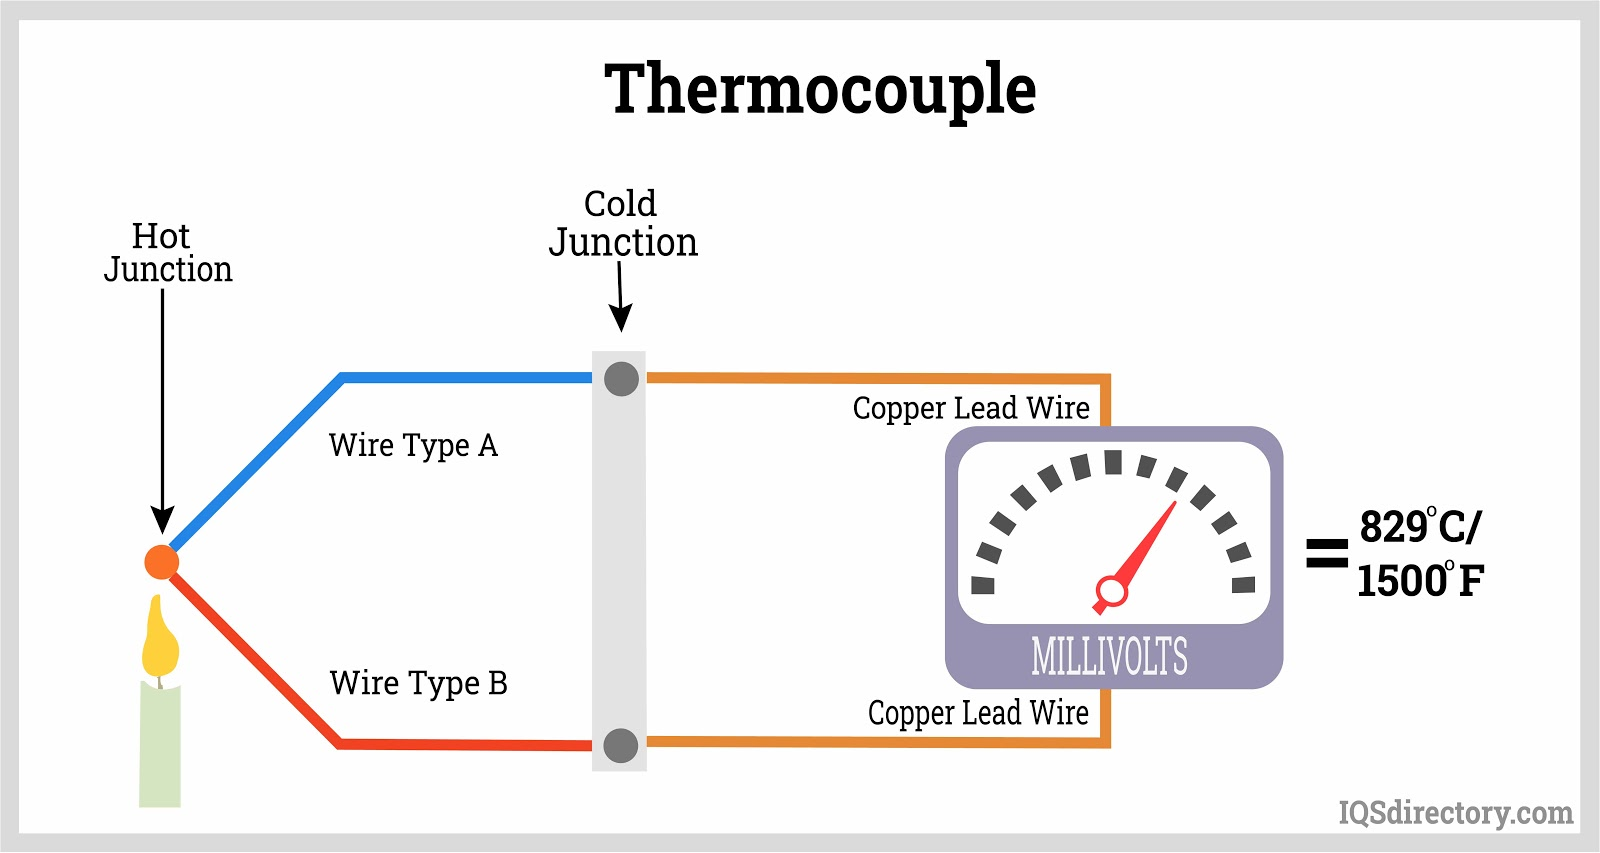 Thermocouple
Hot
Junction
Cold
Junction
Wire Type A
Wire Type B
Copper Lead Wire
MILLIVOLTS
Copper Lead Wire
= 829°C/
1500°F
IQSdirectory.com